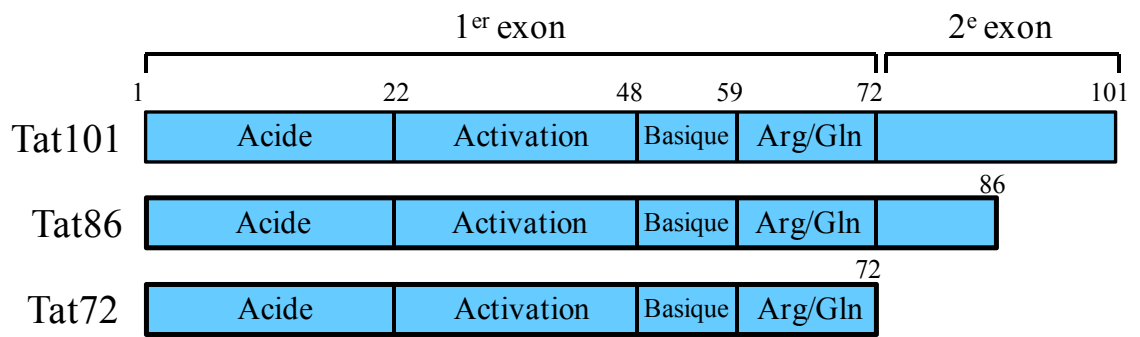 1er exon 2e exon
1 22 48 59 72 101
Tat101 Acide Activation Basique Arg/Gln
86
Tat86 Acide Activation Basique Arg/Gln
72
Tat72 Acide Activation Basique Arg/Gln